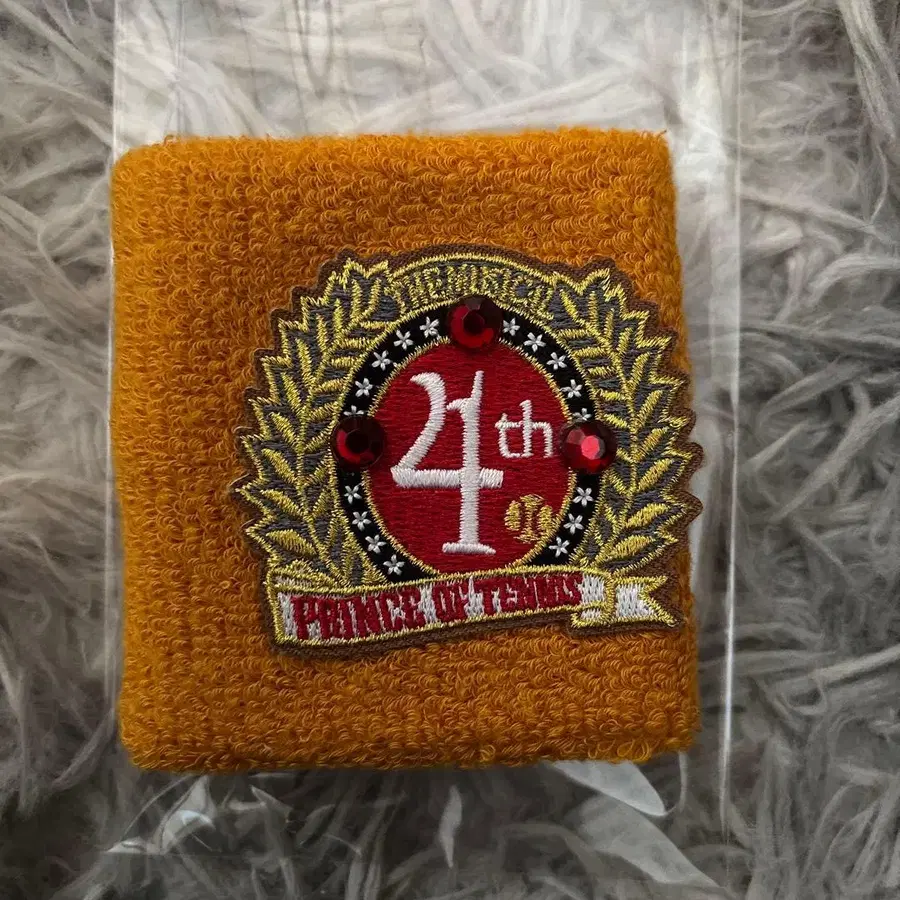 THE MUSICAL
4th
PRINCE OF TENNIS